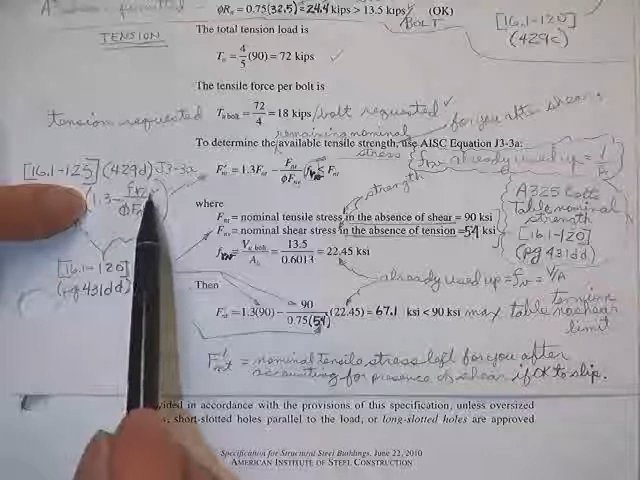 ϕRₙ = 0.75(32.5) = 24.4 kips > 13.5 kips (OK)
BOLT
[16.1-120]
(429c)
TENSION
The total tension load is
Tᵤ = 4/5 (90) = 72 kips ✓
The tensile force per bolt is
tension requested
Tᵤ bolt = 72/4 = 18 kips/bolt requested ✓
for you after shear
To determine the available tensile strength, use AISC Equation J3-3a:
remaining nominal
stress
[16.1-125] (429d) J3-3a
F′ₙₜ = 1.3Fₙₜ − Fₙₜ/ϕFₙᵥ fᵣᵥ ≤ Fₙₜ
fᵣᵥ already used up =
1.3 −
strength
where
Fₙₜ = nominal tensile stress in the absence of shear = 90 ksi
Fₙᵥ = nominal shear stress in the absence of tension = 54 ksi
fᵣᵥ = Vᵤ bolt/A_b = 13.5/0.6013 = 22.45 ksi
A325 bolts
Table nominal
strength
[16.1-120]
(pg 431dd)
[16.1-120]
(pg 431dd)
already used up = fᵥ = V/A
Then
F′ₙₜ = 1.3(90) − 90/0.75(54) (22.45) = 67.1 ksi < 90 ksi max tension
table no shear
limit
F′ₙₜ = nominal tensile stress left for you after
accounting for presence of shear if OK to slip.
vided in accordance with the provisions of this specification, unless oversized
s, short-slotted holes parallel to the load, or long-slotted holes are approved
Specification for Structural Steel Buildings, June 22, 2010
AMERICAN INSTITUTE OF STEEL CONSTRUCTION